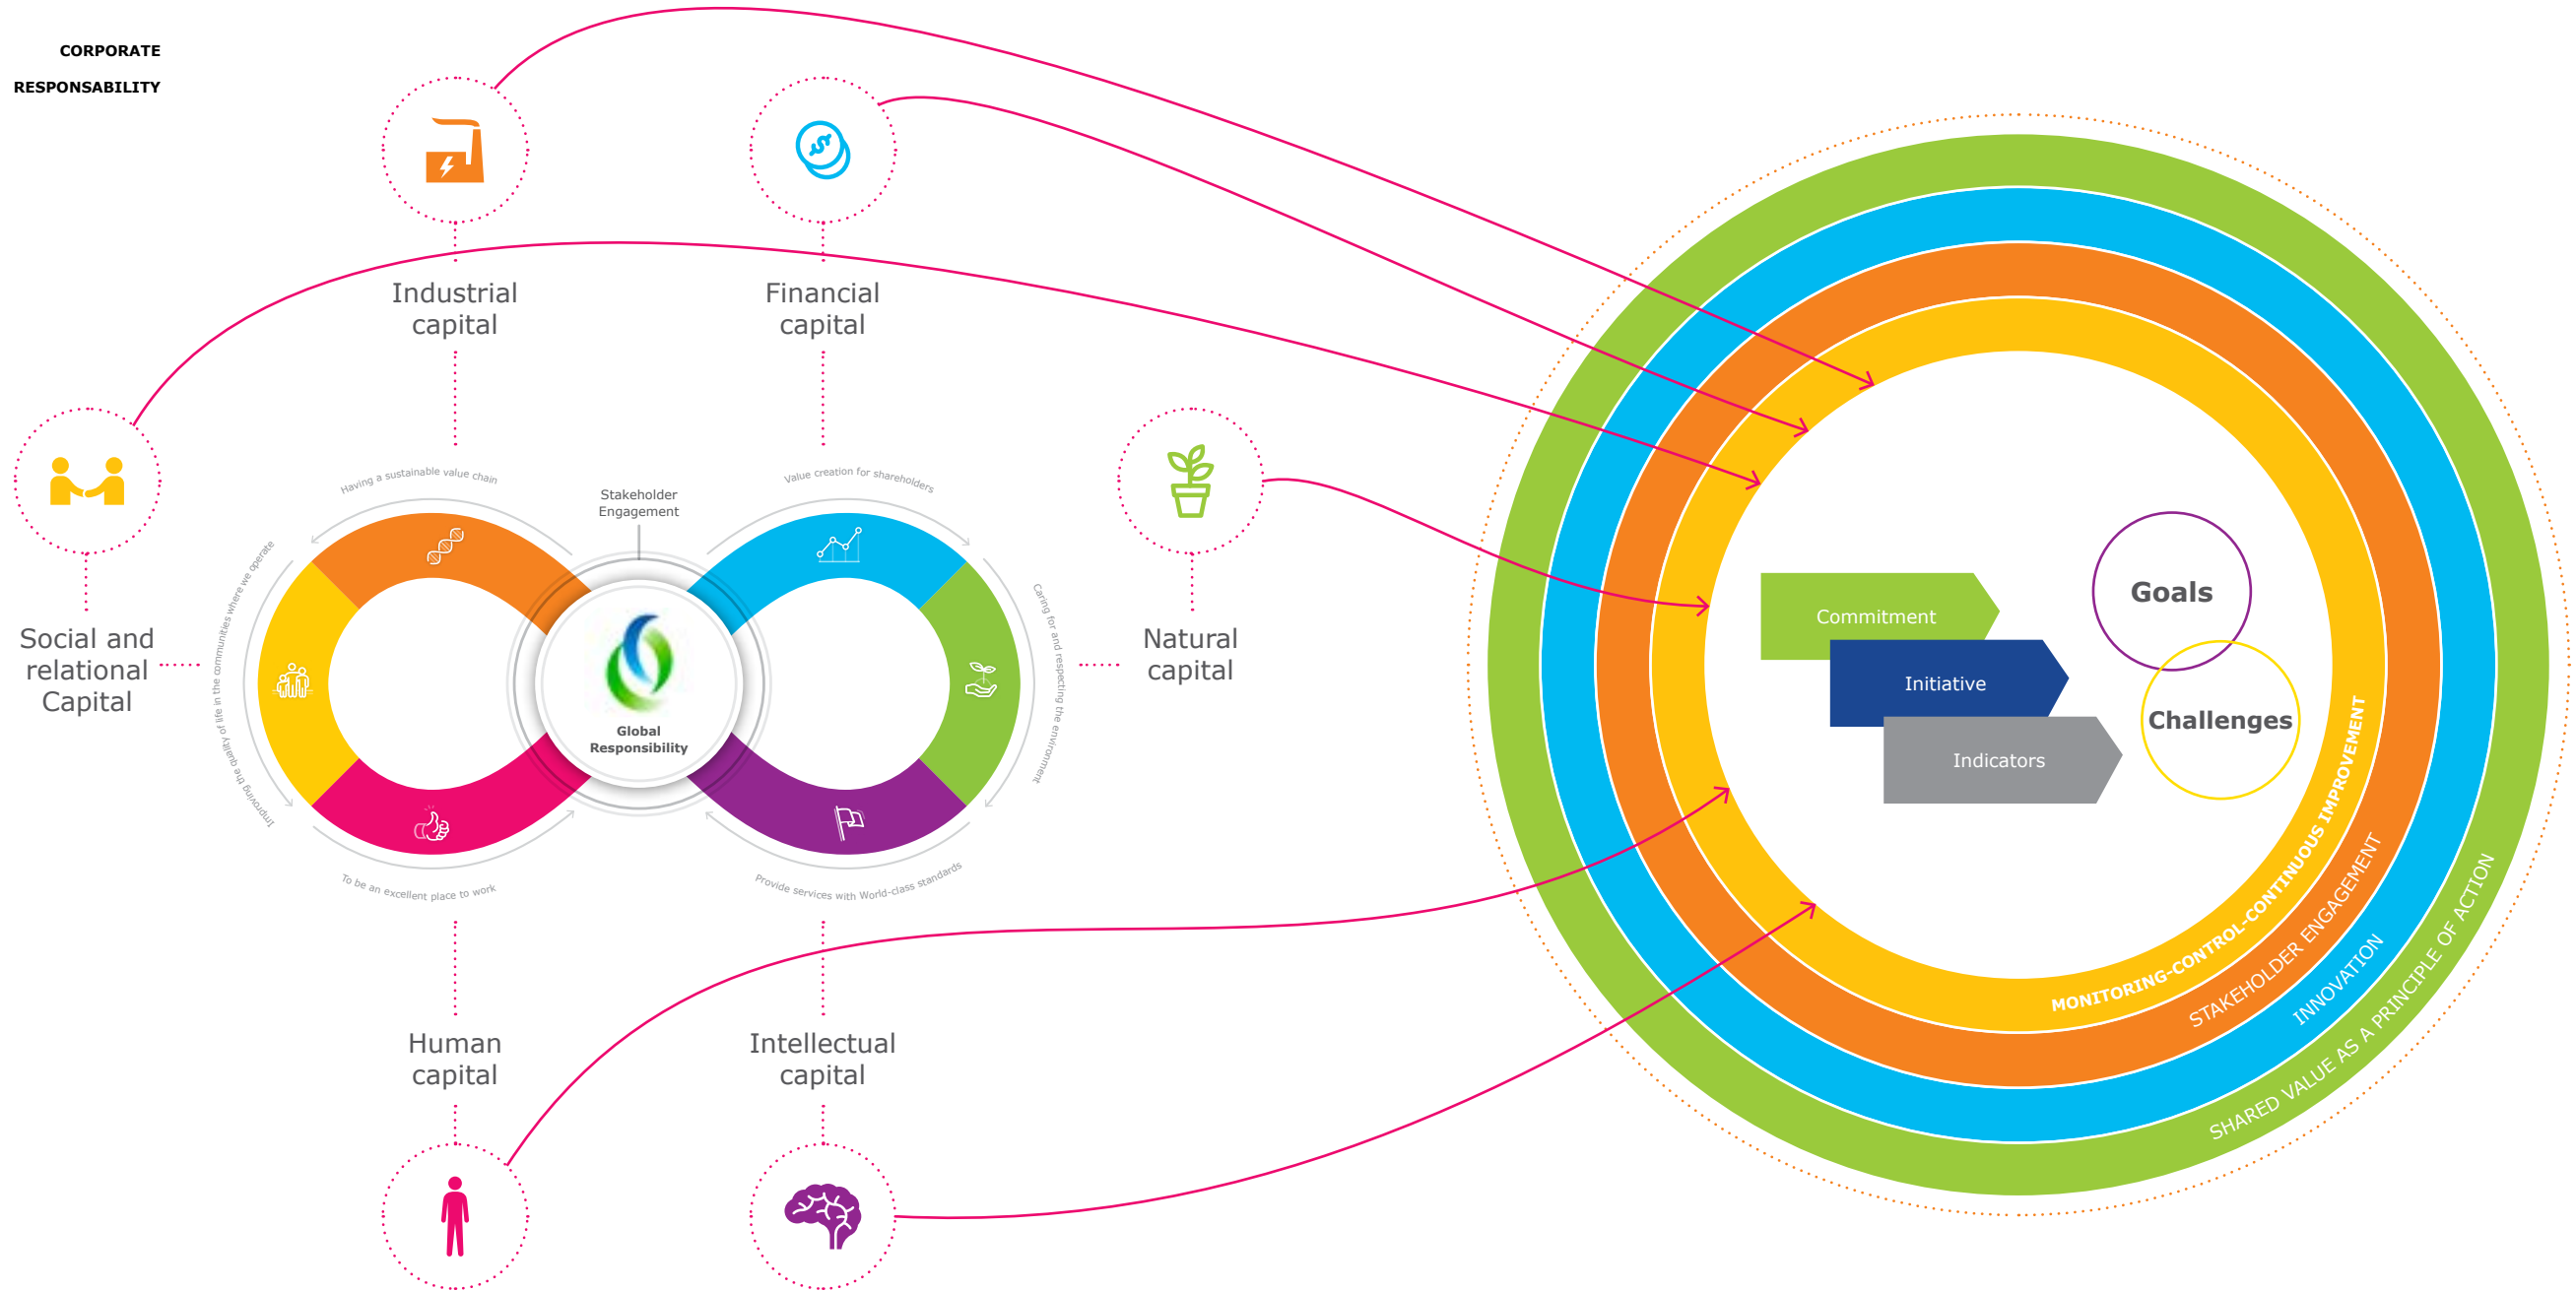 CORPORATE
RESPONSABILITY
Industrial
capital
Financial
capital
Social and
relational
Capital
Natural
capital
Having a sustainable value chain
Stakeholder
Engagement
Value creation for shareholders
Improving the quality of life in the communities where we operate
Caring for and respecting the environment
Global
Responsibility
To be an excellent place to work
Provide services with World-class standards
Human
capital
Intellectual
capital
Commitment
Initiative
Indicators
Goals
Challenges
MONITORING-CONTROL-CONTINUOUS IMPROVEMENT
STAKEHOLDER ENGAGEMENT
INNOVATION
SHARED VALUE AS A PRINCIPLE OF ACTION